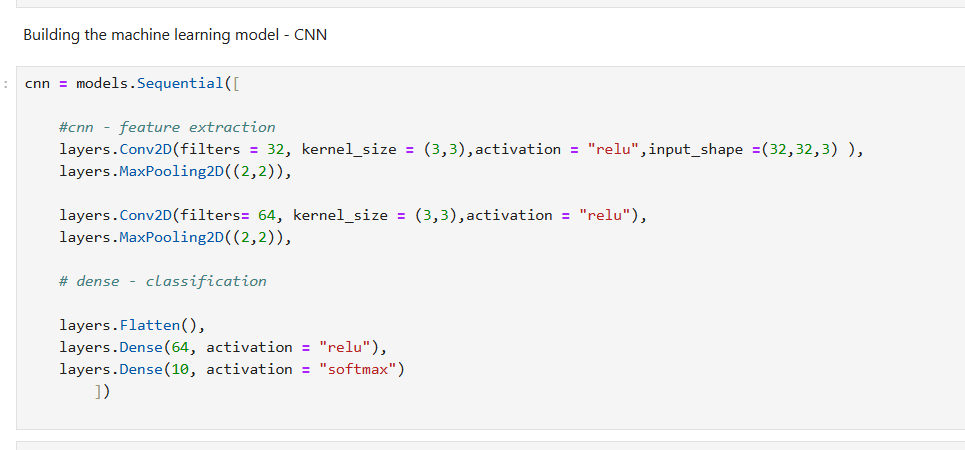 Building the machine learning model - CNN
: cnn = models.Sequential([
#cnn - feature extraction
layers.Conv2D(filters = 32, kernel_size = (3,3),activation = "relu",input_shape =(32,32,3) ),
layers.MaxPooling2D((2,2)),
layers.Conv2D(filters= 64, kernel_size = (3,3),activation = "relu"),
layers.MaxPooling2D((2,2)),
# dense - classification
layers.Flatten(),
layers.Dense(64, activation = "relu"),
layers.Dense(10, activation = "softmax")
])